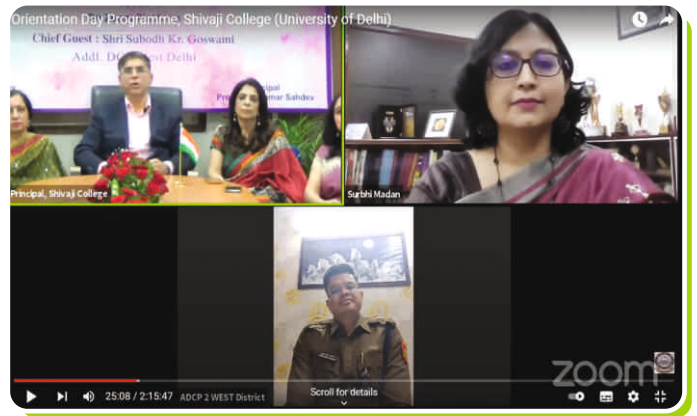 Orientation Day Programme, Shivaji College (University of Delhi)
Chief Guest : Shri Subodh Kr. Goswami
Addl. DC West Delhi
Principal, Shivaji College
Surbhi Madan
zoom
25:08 / 2:15:47
ADCP 2 WEST District
Scroll for details